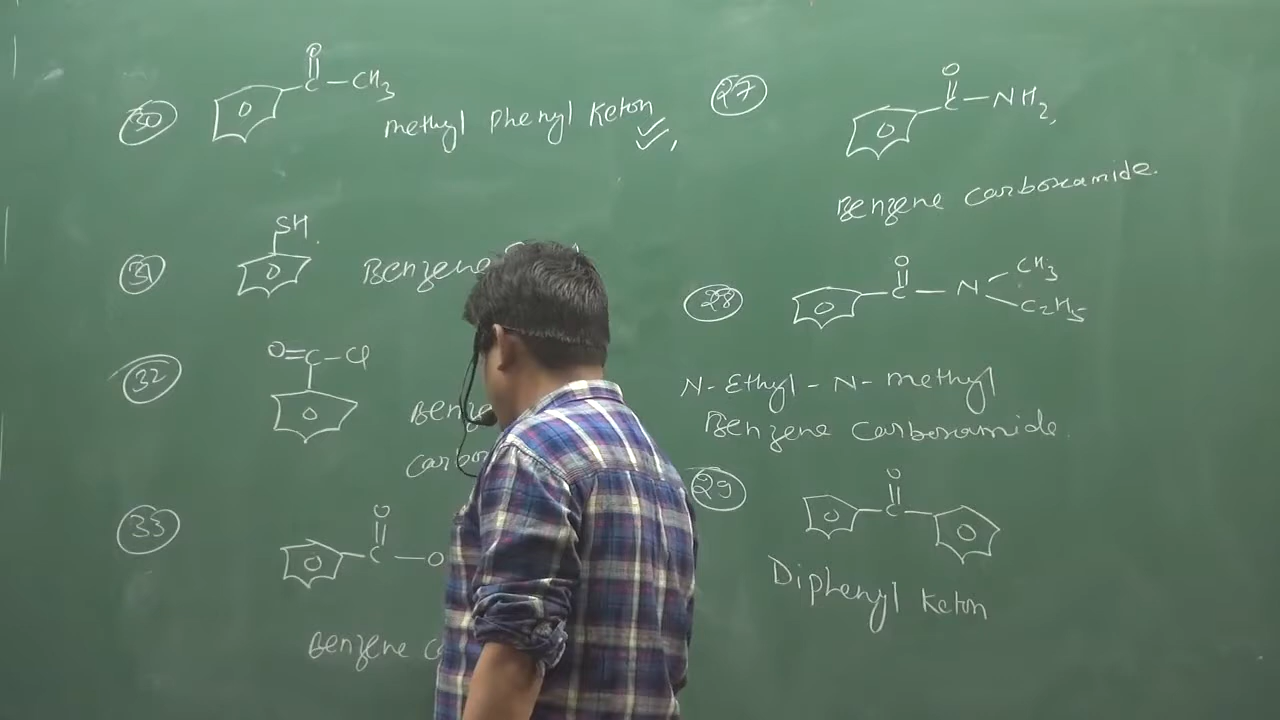 30
O
C-CH3
methyl Phenyl Keton
31
SH
Benzene
32
O=C-Cl
33
O
C-O
Benzene
27
O
C-NH2
Benzene carboxamide.
28
O
C-N
CH3
C2H5
N-Ethyl-N-methyl
Benzene carboxamide.
29
O
C
Diphenyl Keton